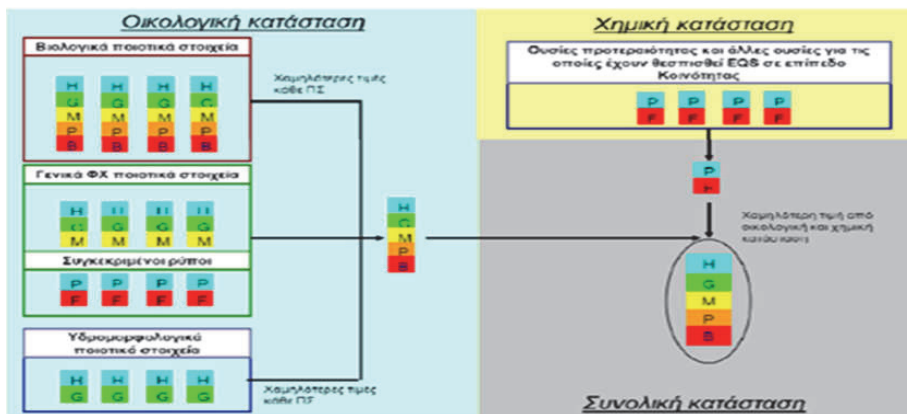 Οικολογική κατάσταση
Βιολογικά ποιοτικά στοιχεία
H H H H
G G G G
M M M M
P P P P
B B B B
Χαμηλότερες τιμές
κάθε ΠΣ
Γενικά ΦΧ ποιοτικά στοιχεία
H H H H
G G G G
M M M M
Συγκεκριμένοι ρύποι
P P P P
F F F F
Υδρομορφολογικά
ποιοτικά στοιχεία
H H H H
G G G G
Χαμηλότερες τιμές
κάθε ΠΣ
H
G
M
P
B
Χημική κατάσταση
Ουσίες προτεραιότητας και άλλες ουσίες για τις
οποίες έχουν θεσπισθεί EQS σε επίπεδο
Κοινότητας
P P P P
F F F F
P
F
Χαμηλότερη τιμή από
οικολογική και χημική
κατάσταση
H
G
M
P
B
Συνολική κατάσταση